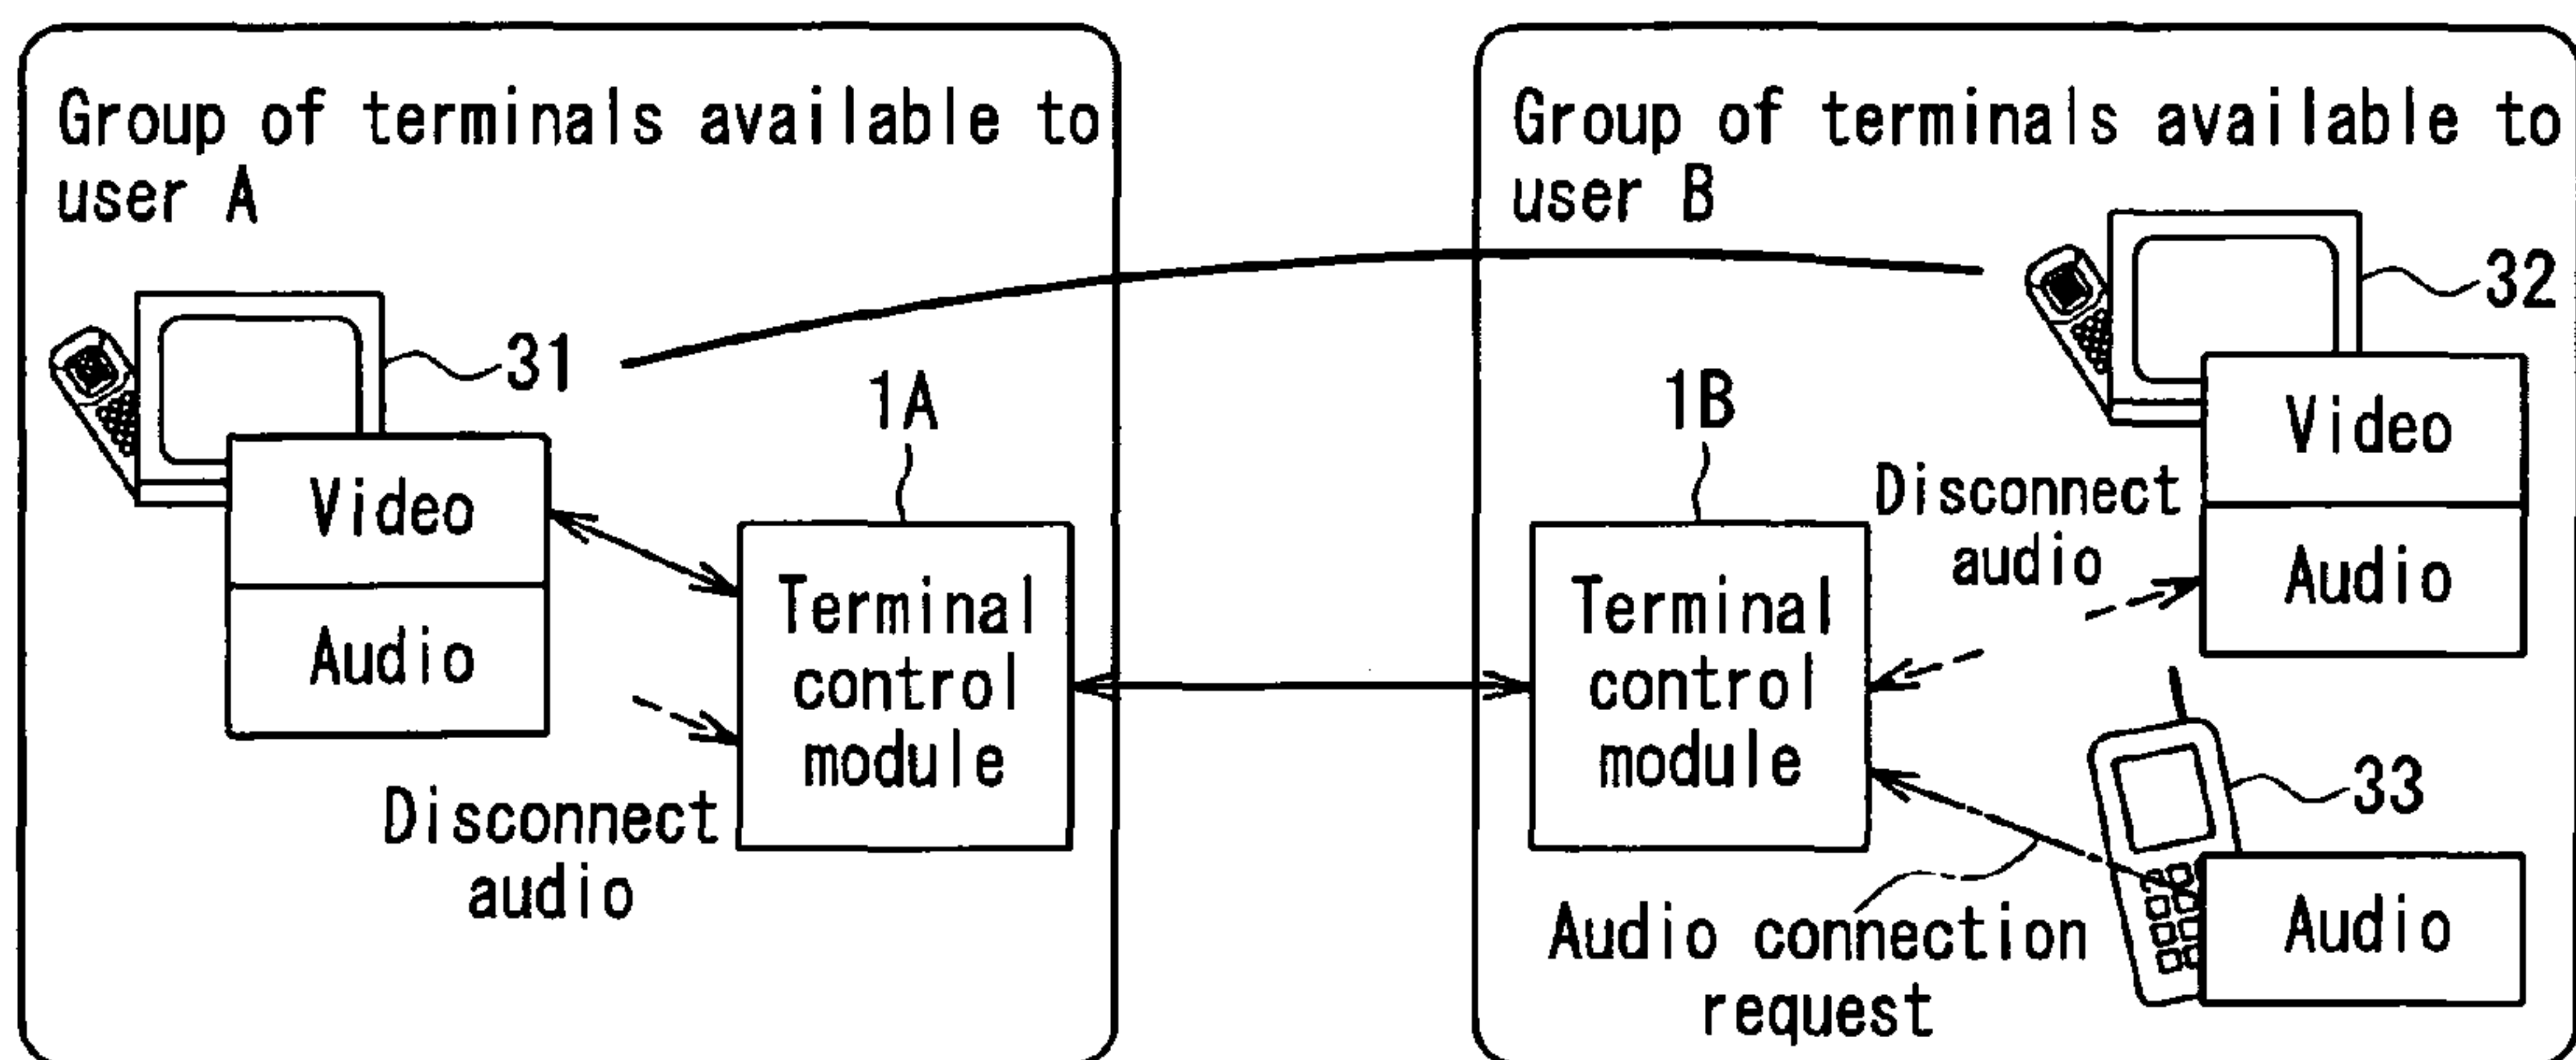 Group of terminals available to
user A
31
Video
Audio
1A
Terminal
control
module
Disconnect
audio
Group of terminals available to
user B
32
Video
Audio
1B
Terminal
control
module
Disconnect
audio
33
Audio
Audio connection
request